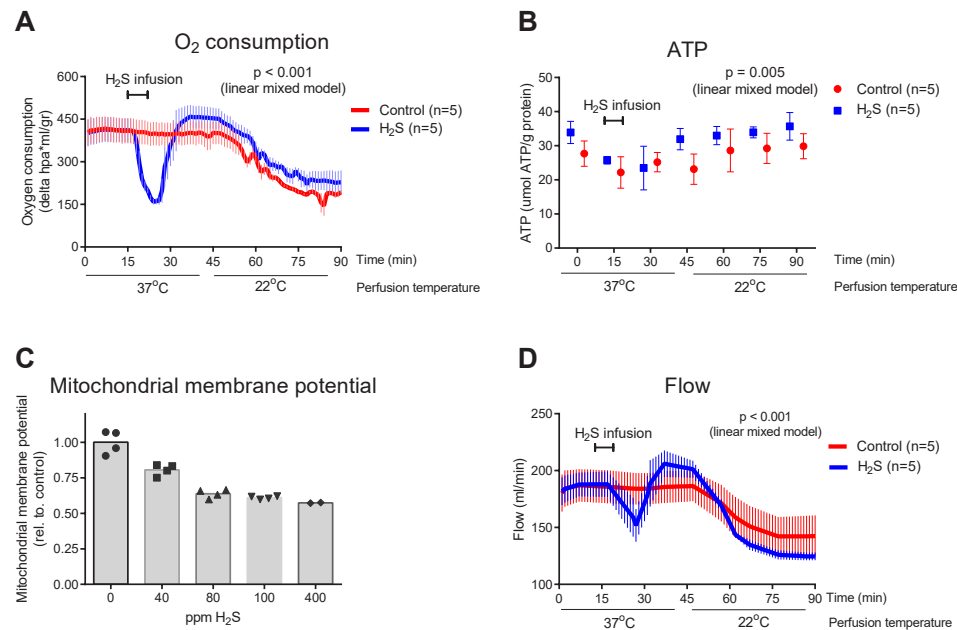 A
O2 consumption
H2S infusion
p < 0.001
(linear mixed model)
Control (n=5)
H2S (n=5)
Oxygen consumption
(delta hpa*ml/gr)
600
450
300
150
0
0 15 30 45 60 75 90
Time (min)
37°C
22°C
Perfusion temperature
B
ATP
p = 0.005
(linear mixed model)
H2S infusion
Control (n=5)
H2S (n=5)
ATP (umol ATP/g protein)
50
40
30
20
10
0
0 15 30 45 60 75 90
Time (min)
37°C
22°C
Perfusion temperature
C
Mitochondrial membrane potential
Mitochondrial membrane potential
(rel. to. control)
1.00
0.75
0.50
0.25
0.00
0 40 80 100 400
ppm H2S
D
Flow
p < 0.001
(linear mixed model)
H2S infusion
Control (n=5)
H2S (n=5)
Flow (ml/min)
250
200
150
100
0 15 30 45 60 75 90
Time (min)
37°C
22°C
Perfusion temperature